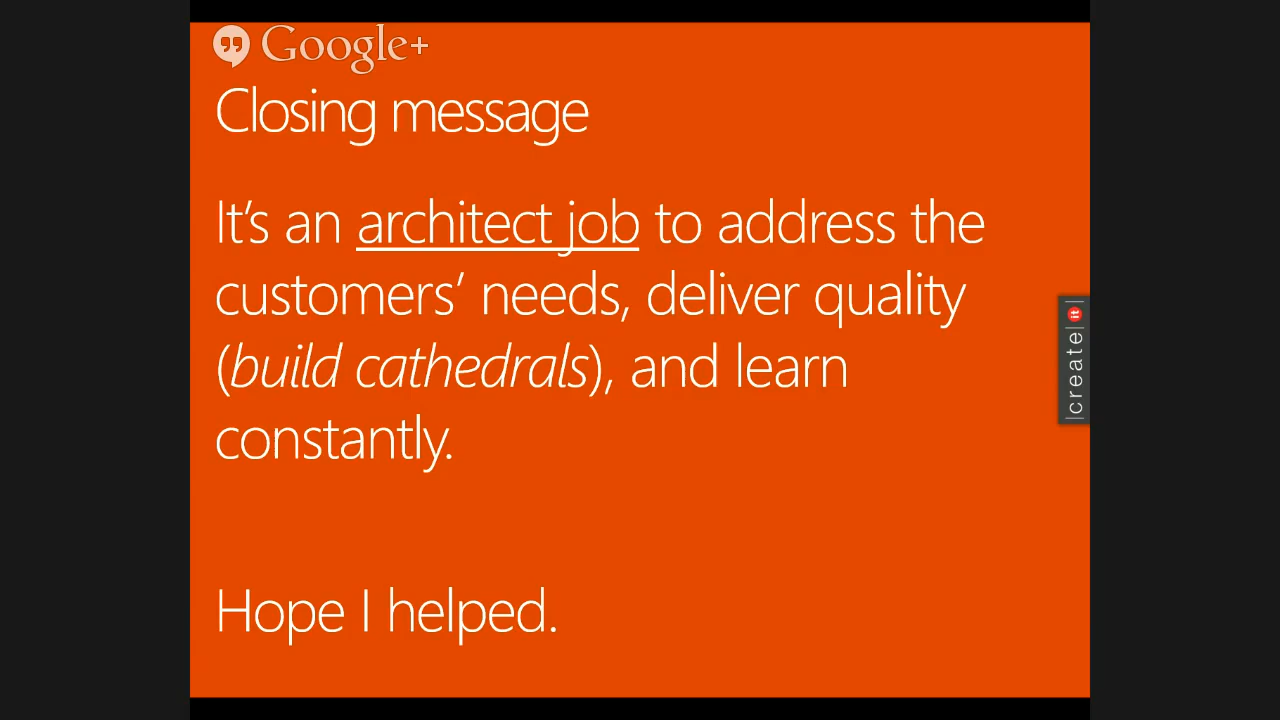 Google+
Closing message
It's an architect job to address the
customers' needs, deliver quality
(build cathedrals), and learn
constantly.
Hope I helped.
|create|it|